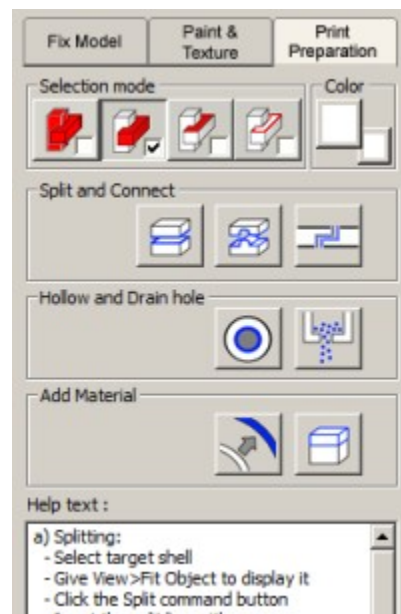 Fix Model
Paint &
Texture
Print
Preparation
Selection mode
Color
Split and Connect
Hollow and Drain hole
Add Material
Help text :
a) Splitting:
- Select target shell
- Give View>Fit Object to display it
- Click the Split command button